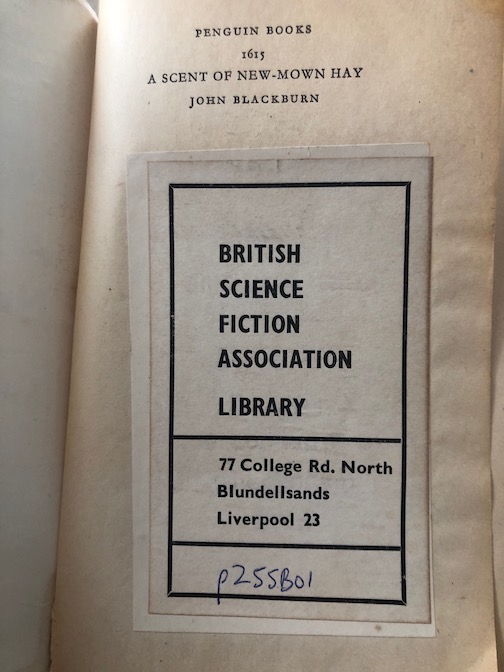 PENGUIN BOOKS
1615
A SCENT OF NEW-MOWN HAY
JOHN BLACKBURN
BRITISH
SCIENCE
FICTION
ASSOCIATION
LIBRARY
77 College Rd. North
Blundellsands
Liverpool 23
p255B01